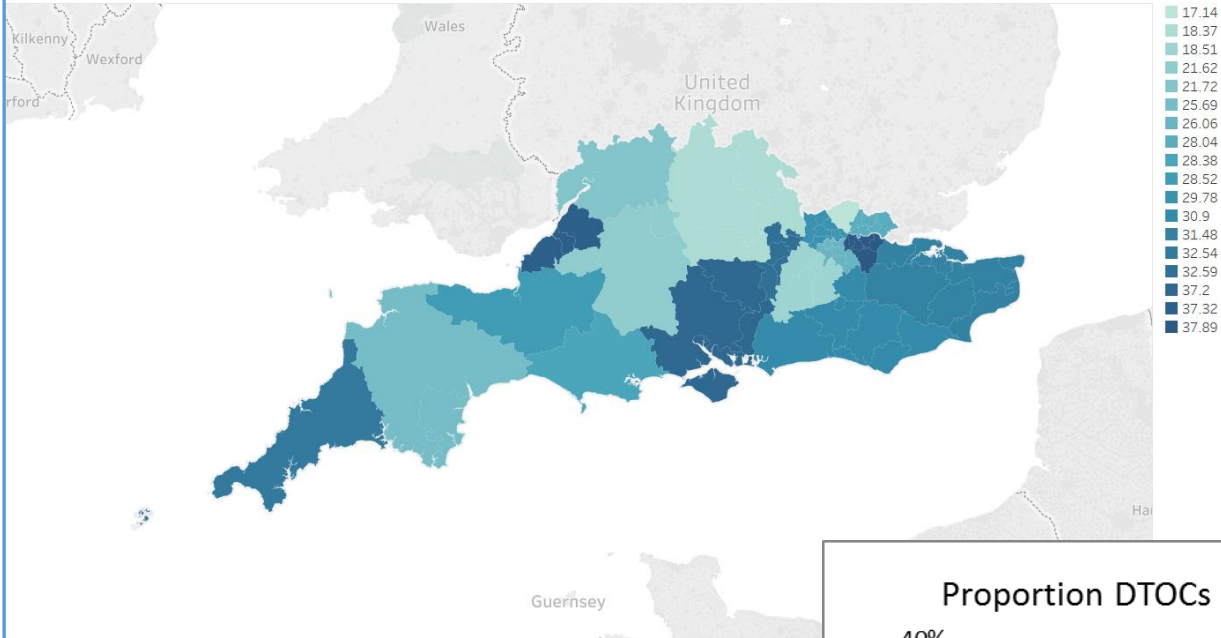 Kilkenny
Wexford
rford
Wales
United
Kingdom
Guernsey
Ha
17.14
18.37
18.51
21.62
21.72
25.69
26.06
28.04
28.38
28.52
29.78
30.9
31.48
32.54
32.59
37.2
37.32
37.89
Proportion DTOCs
40%